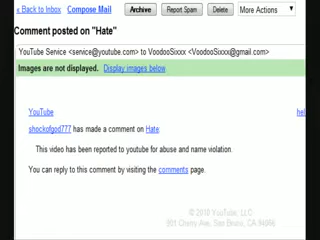 « Back to Inbox Compose Mail Archive Report Spam Delete More Actions
Comment posted on "Hate"
YouTube Service <service@youtube.com> to VoodooSixxx <VoodooSixxx@gmail.com>
Images are not displayed. Display images below
YouTube hel
shockofgod777 has made a comment on Hate:
This video has been reported to youtube for abuse and name violation.
You can reply to this comment by visiting the comments page.
© 2010 YouTube, LLC
901 Cherry Ave, San Bruno, CA 94066